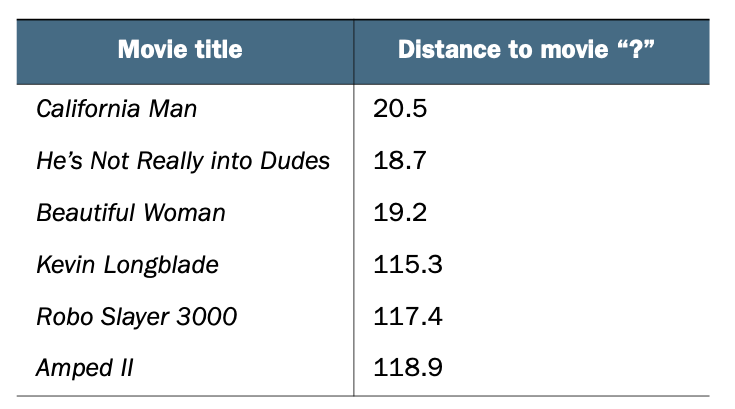 Movie title Distance to movie “?”
California Man 20.5
He’s Not Really into Dudes 18.7
Beautiful Woman 19.2
Kevin Longblade 115.3
Robo Slayer 3000 117.4
Amped II 118.9